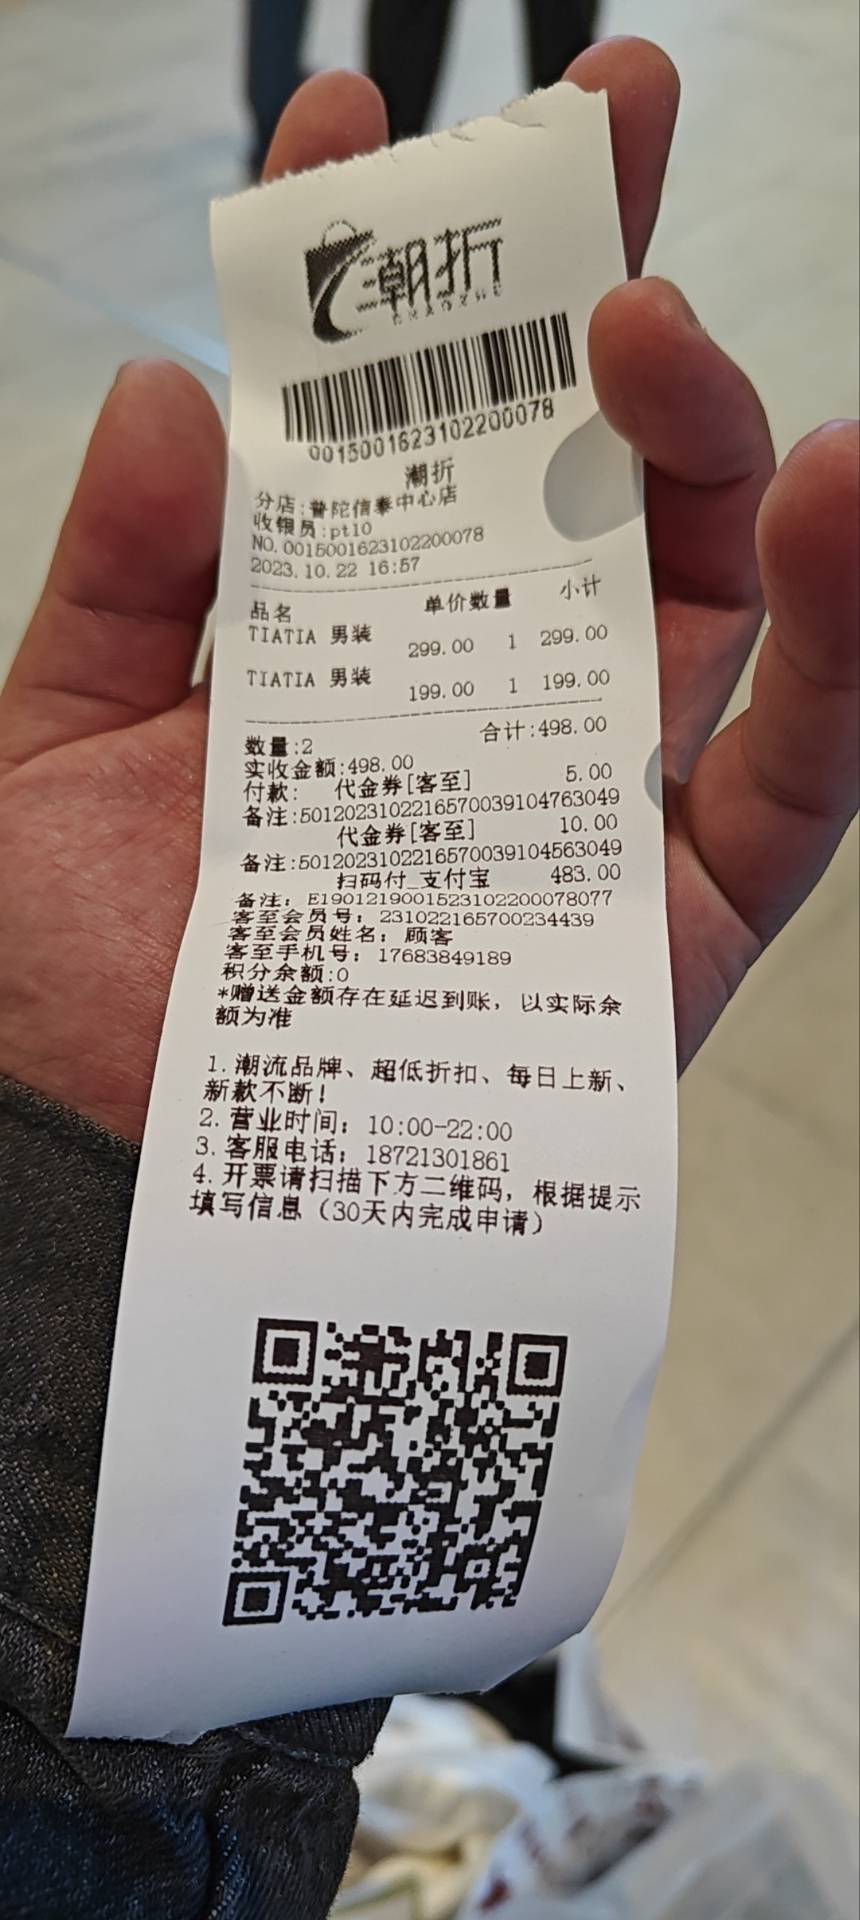 潮折
CHAOZHE
0015001623102200078
潮折
分店:普陀信泰中心店
收银员:pt10
NO.0015001623102200078
2023.10.22 16:57
品名 单价数量 小计
TIATIA 男装
299.00 1 299.00
TIATIA 男装
199.00 1 199.00
数量:2 合计:498.00
实收金额:498.00
付款: 代金券[客至] 5.00
备注:5012023102216570039104763049
代金券[客至] 10.00
备注:5012023102216570039104563049
扫码付_支付宝 483.00
备注: E1901219001523102200078077
客至会员号: 231022165700234439
客至会员姓名: 顾客
客至手机号: 17683849189
积分余额:0
*赠送金额存在延迟到账, 以实际余
额为准
1.潮流品牌、超低折扣、每日上新、
新款不断!
2.营业时间: 10:00-22:00
3.客服电话: 18721301861
4.开票请扫描下方二维码, 根据提示
填写信息 (30天内完成申请)